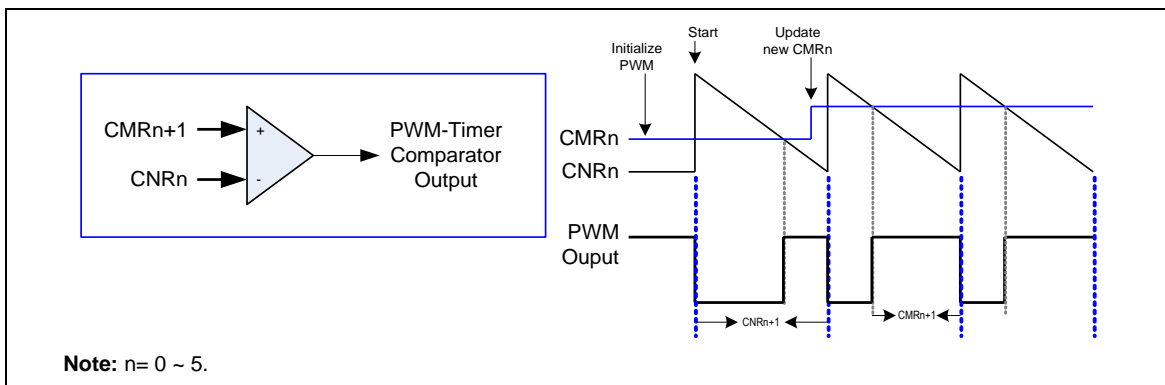 CMRn+1
+
CNRn
-
PWM-Timer
Comparator
Output
Initialize
PWM
Start
Update
new CMRn
CMRn
CNRn
PWM
Ouput
CNRn+1
CMRn+1
Note: n= 0 ~ 5.